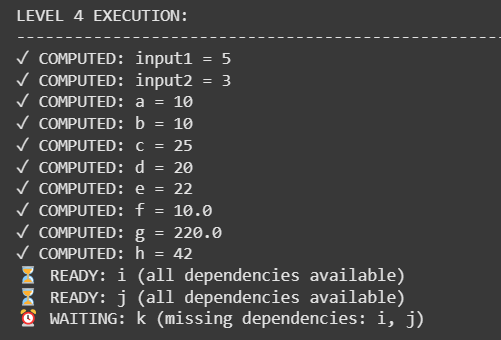 LEVEL 4 EXECUTION:
--------------------------------------------------
✓ COMPUTED: input1 = 5
✓ COMPUTED: input2 = 3
✓ COMPUTED: a = 10
✓ COMPUTED: b = 10
✓ COMPUTED: c = 25
✓ COMPUTED: d = 20
✓ COMPUTED: e = 22
✓ COMPUTED: f = 10.0
✓ COMPUTED: g = 220.0
✓ COMPUTED: h = 42
⏳ READY: i (all dependencies available)
⏳ READY: j (all dependencies available)
⏰ WAITING: k (missing dependencies: i, j)